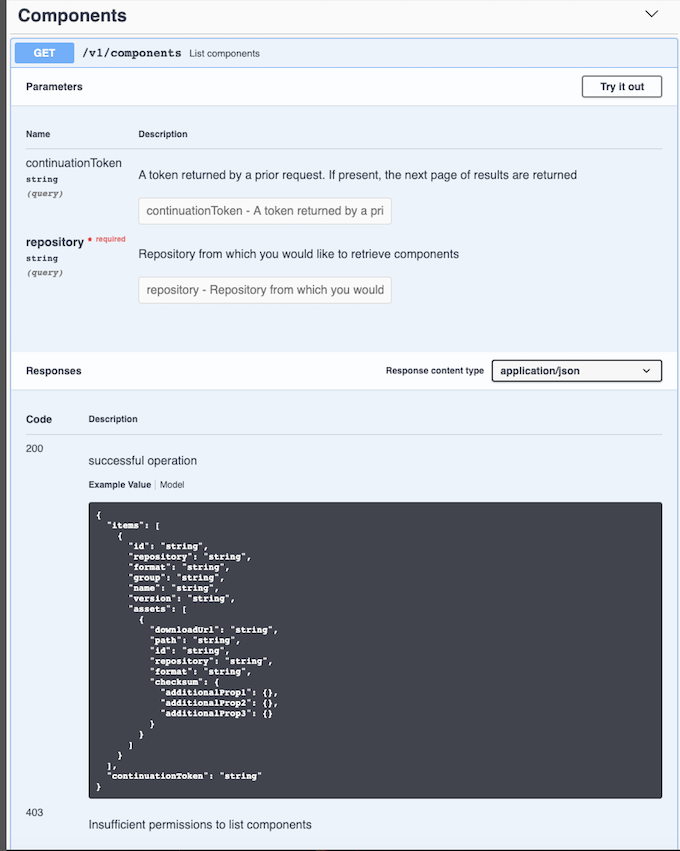 Components
GET /v1/components List components
Parameters Try it out
Name Description
continuationToken
string
(query)
A token returned by a prior request. If present, the next page of results are returned
continuationToken - A token returned by a pri
repository * required
string
(query)
Repository from which you would like to retrieve components
repository - Repository from which you would
Responses Response content type application/json
Code Description
200
successful operation
Example Value Model
{
"items": [
{
"id": "string",
"repository": "string",
"format": "string",
"group": "string",
"name": "string",
"version": "string",
"assets": [
{
"downloadUrl": "string",
"path": "string",
"id": "string",
"repository": "string",
"format": "string",
"checksum": {
"additionalProp1": {},
"additionalProp2": {},
"additionalProp3": {}
}
}
]
}
],
"continuationToken": "string"
}
403
Insufficient permissions to list components